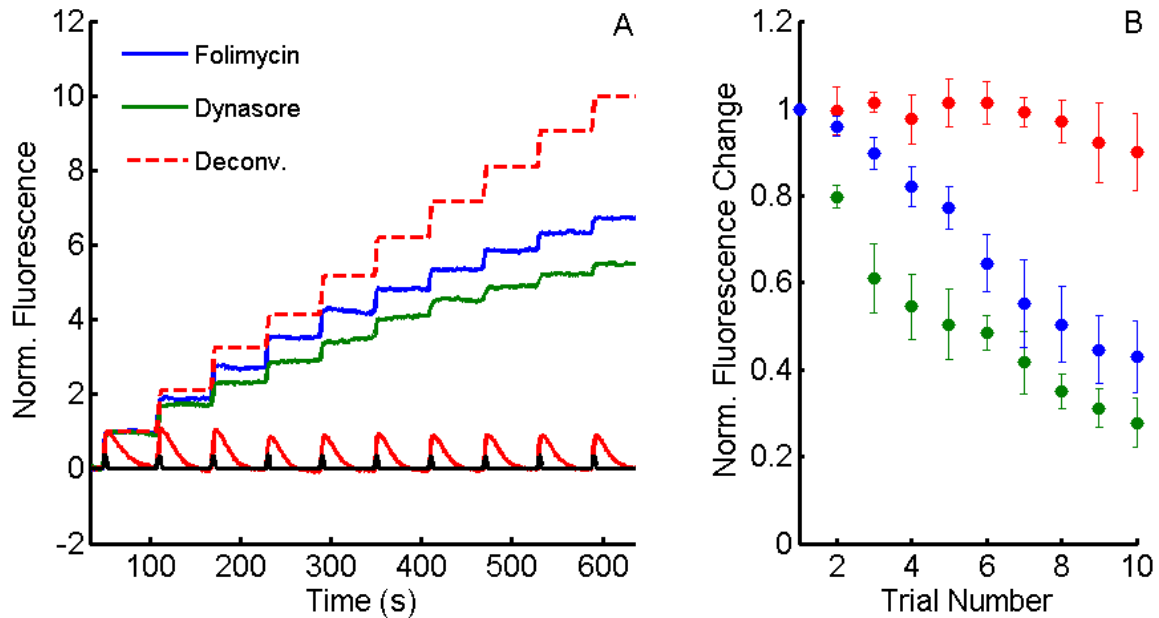 A
Folimycin
Dynasore
Deconv.
Norm. Fluorescence
12
10
8
6
4
2
0
-2
100 200 300 400 500 600
Time (s)
B
Norm. Fluorescence Change
1.2
1
0.8
0.6
0.4
0.2
0
2 4 6 8 10
Trial Number